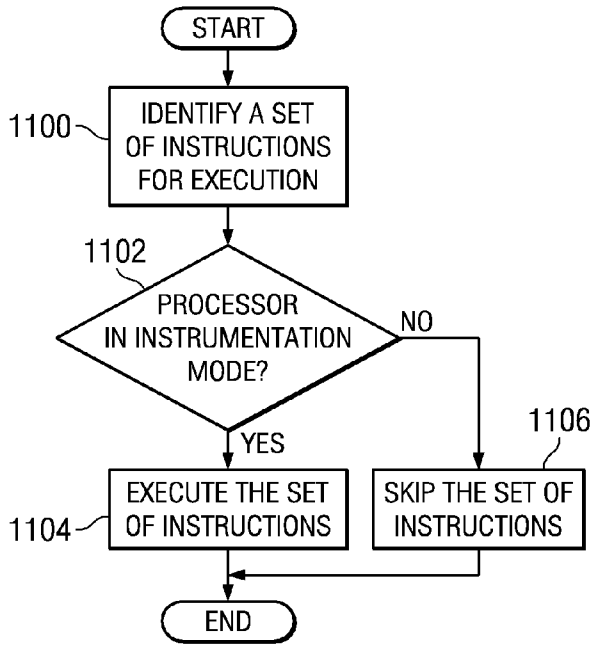 START
1100
IDENTIFY A SET
OF INSTRUCTIONS
FOR EXECUTION
1102
PROCESSOR
IN INSTRUMENTATION
MODE?
NO
YES
1104
EXECUTE THE SET
OF INSTRUCTIONS
1106
SKIP THE SET OF
INSTRUCTIONS
END